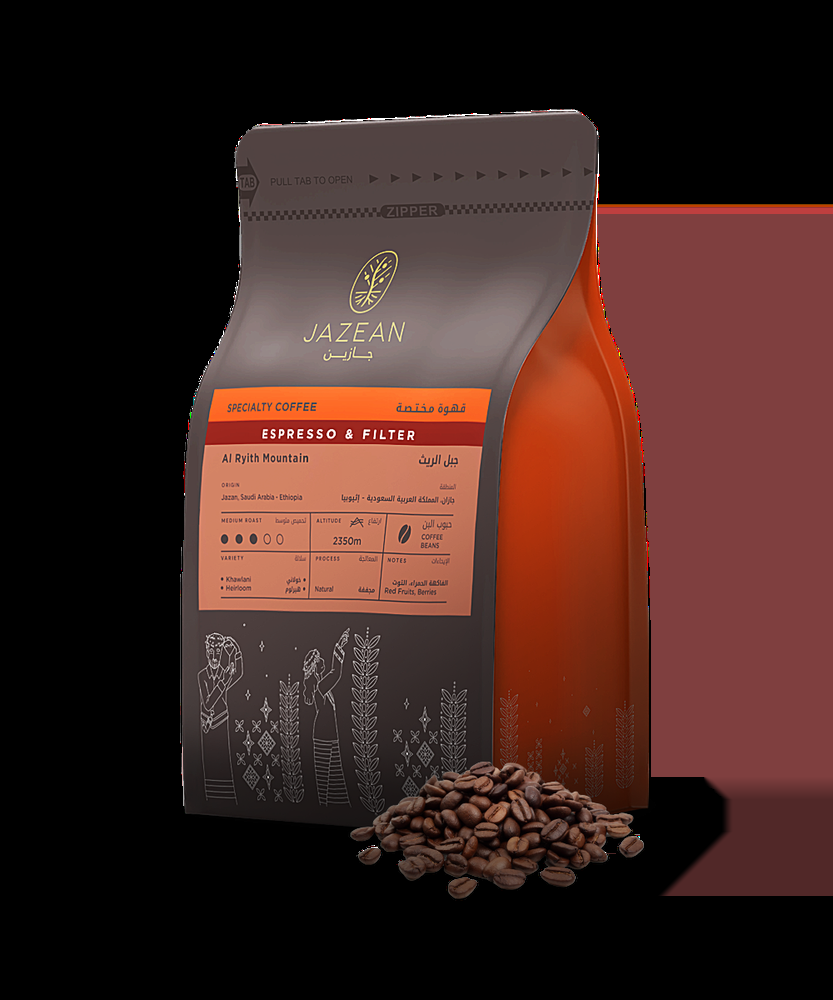 TAB PULL TAB TO OPEN
ZIPPER
JAZEAN
جازين
SPECIALTY COFFEE قهوة مختصة
ESPRESSO & FILTER
Al Ryith Mountain جبل الريث
ORIGIN المنطقة
Jazan, Saudi Arabia - Ethiopia جازان، المملكة العربية السعودية - إثيوبيا
MEDIUM ROAST تحميص متوسط ALTITUDE ارتفاع حبوب البن
COFFEE
2350m
BEANS
VARIETY سلالة PROCESS المعالجة NOTES الإيحاءات
• Khawlani خولاني • الفاكهة الحمراء، التوت
• Heirloom هيرلوم • Natural مجففة Red Fruits, Berries